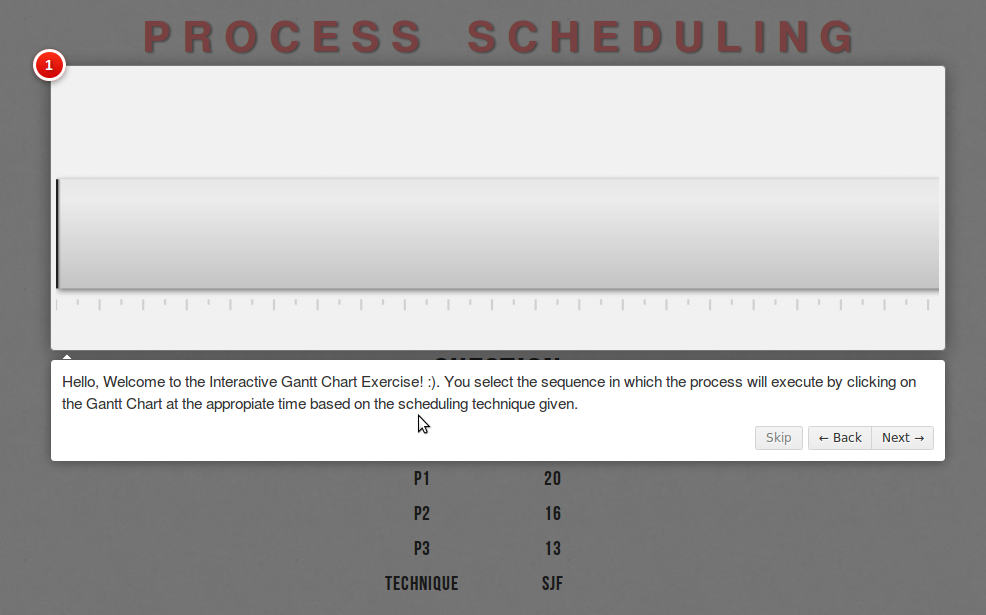 PROCESS SCHEDULING
1
QUESTION
Hello, Welcome to the Interactive Gantt Chart Exercise! :). You select the sequence in which the process will execute by clicking on
the Gantt Chart at the appropiate time based on the scheduling technique given.
Skip ← Back Next →
P1 20
P2 16
P3 13
TECHNIQUE SJF